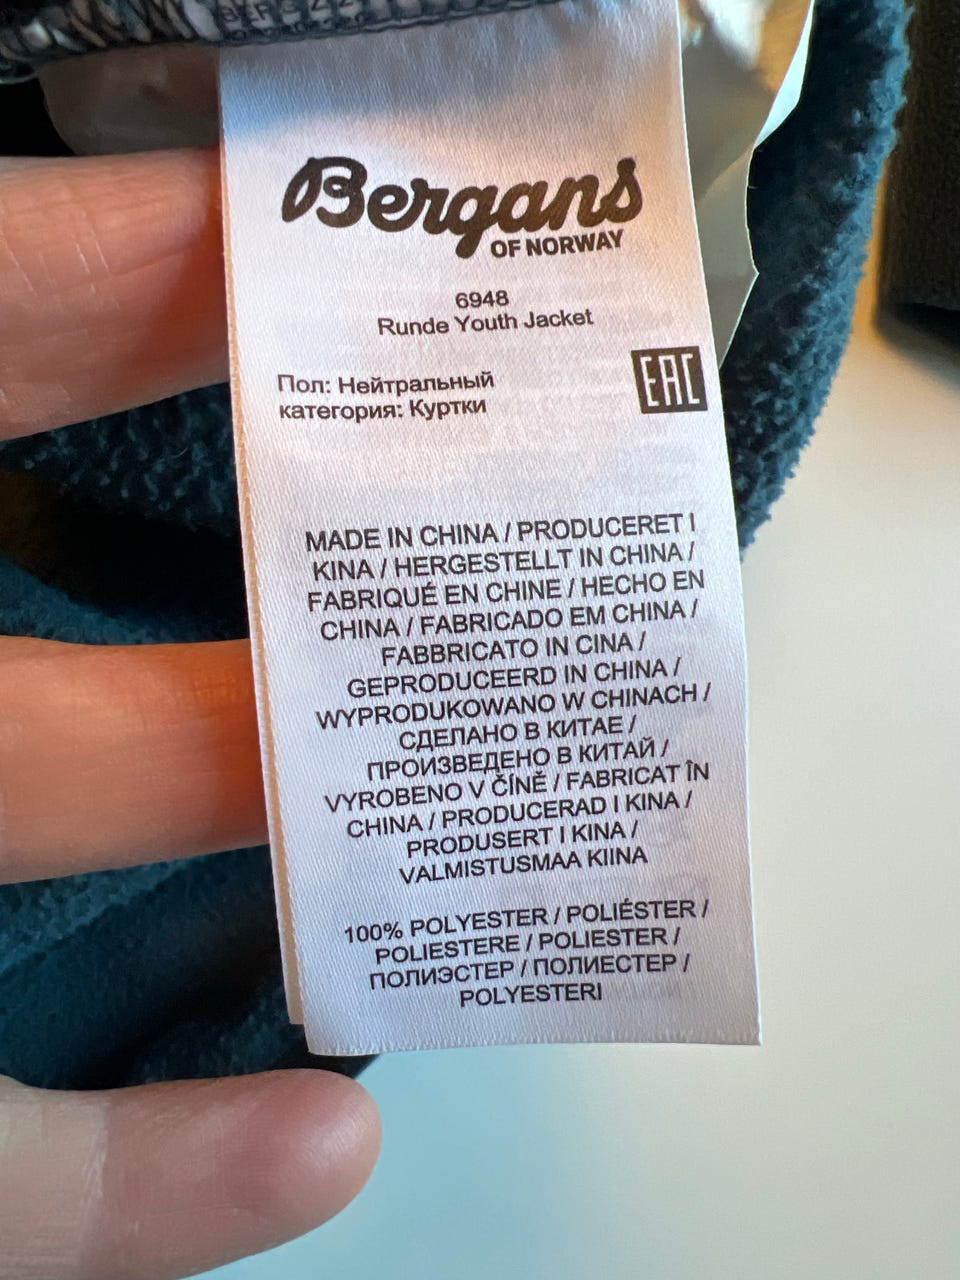 Bergans
OF NORWAY
6948
Runde Youth Jacket
Пол: Нейтральный
категория: Куртки
EAC
MADE IN CHINA / PRODUCERET I
KINA / HERGESTELLT IN CHINA /
FABRIQUÉ EN CHINE / HECHO EN
CHINA / FABRICADO EM CHINA /
FABBRICATO IN CINA /
GEPRODUCEERD IN CHINA /
WYPRODUKOWANO W CHINACH /
СДЕЛАНО В КИТАЕ /
ПРОИЗВЕДЕНО В КИТАЙ /
VYROBENO V ČÍNĚ / FABRICAT ÎN
CHINA / PRODUCERAD I KINA /
PRODUSERT I KINA /
VALMISTUSMAA KIINA
100% POLYESTER / POLIÉSTER /
POLIESTERE / POLIESTER /
ПОЛИЭСТЕР / ПОЛИЕСТЕР /
POLYESTERI